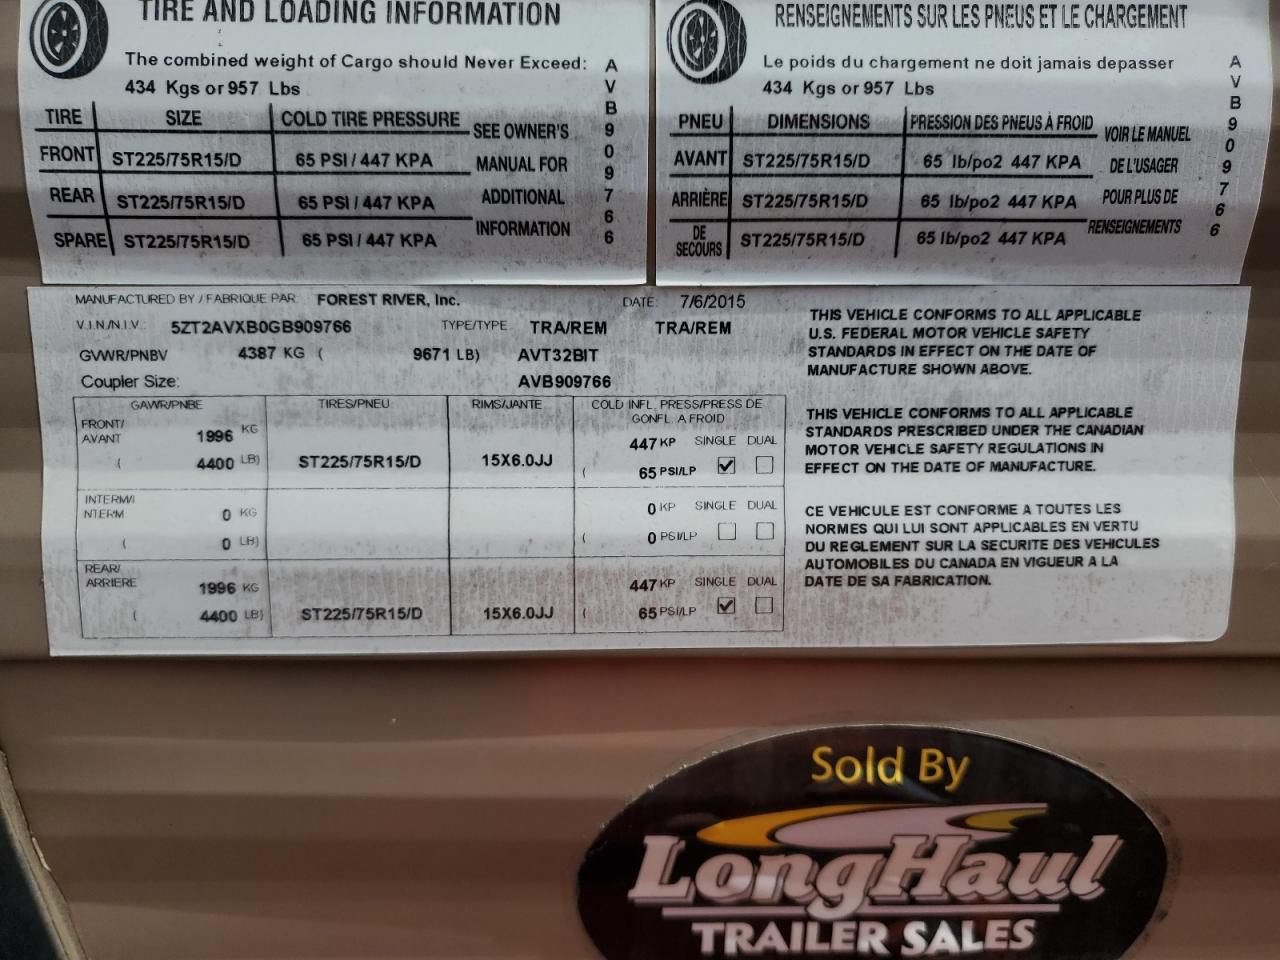 TIRE AND LOADING INFORMATION
The combined weight of Cargo should Never Exceed:
434 Kgs or 957 Lbs
TIRE SIZE COLD TIRE PRESSURE
FRONT ST225/75R15/D 65 PSI / 447 KPA
REAR ST225/75R15/D 65 PSI / 447 KPA
SPARE ST225/75R15/D 65 PSI / 447 KPA
SEE OWNER'S
MANUAL FOR
ADDITIONAL
INFORMATION
AVB909766
RENSEIGNEMENTS SUR LES PNEUS ET LE CHARGEMENT
Le poids du chargement ne doit jamais depasser
434 Kgs or 957 Lbs
PNEU DIMENSIONS PRESSION DES PNEUS À FROID
AVANT ST225/75R15/D 65 lb/po2 447 KPA
ARRIÈRE ST225/75R15/D 65 lb/po2 447 KPA
DE SECOURS ST225/75R15/D 65 lb/po2 447 KPA
VOIR LE MANUEL
DE L'USAGER
POUR PLUS DE
RENSEIGNEMENTS
AVB909766
MANUFACTURED BY / FABRIQUE PAR FOREST RIVER, Inc. DATE: 7/6/2015
V.I.N./N.I.V.: 5ZT2AVXB0GB909766 TYPE/TYPE TRA/REM TRA/REM
GVWR/PNBV 4387 KG ( 9671 LB) AVT32BIT
Coupler Size: AVB909766
GAWR/PNBE TIRES/PNEU RIMS/JANTE COLD INFL. PRESS/PRESS DE
GONFL. A FROID
FRONT/
AVANT 1996 KG 447 KP SINGLE DUAL
( 4400 LB) ST225/75R15/D 15X6.0JJ ( 65 PSI/LP
INTERM/I
NTERM 0 KG 0 KP SINGLE DUAL
( 0 LB) ( 0 PSI/LP
REAR/
ARRIERE 1996 KG 447 KP SINGLE DUAL
( 4400 LB) ST225/75R15/D 15X6.0JJ ( 65 PSI/LP
THIS VEHICLE CONFORMS TO ALL APPLICABLE
U.S. FEDERAL MOTOR VEHICLE SAFETY
STANDARDS IN EFFECT ON THE DATE OF
MANUFACTURE SHOWN ABOVE.
THIS VEHICLE CONFORMS TO ALL APPLICABLE
STANDARDS PRESCRIBED UNDER THE CANADIAN
MOTOR VEHICLE SAFETY REGULATIONS IN
EFFECT ON THE DATE OF MANUFACTURE.
CE VEHICULE EST CONFORME A TOUTES LES
NORMES QUI LUI SONT APPLICABLES EN VERTU
DU REGLEMENT SUR LA SECURITE DES VEHICULES
AUTOMOBILES DU CANADA EN VIGUEUR A LA
DATE DE SA FABRICATION.
Sold By
LongHaul
TRAILER SALES